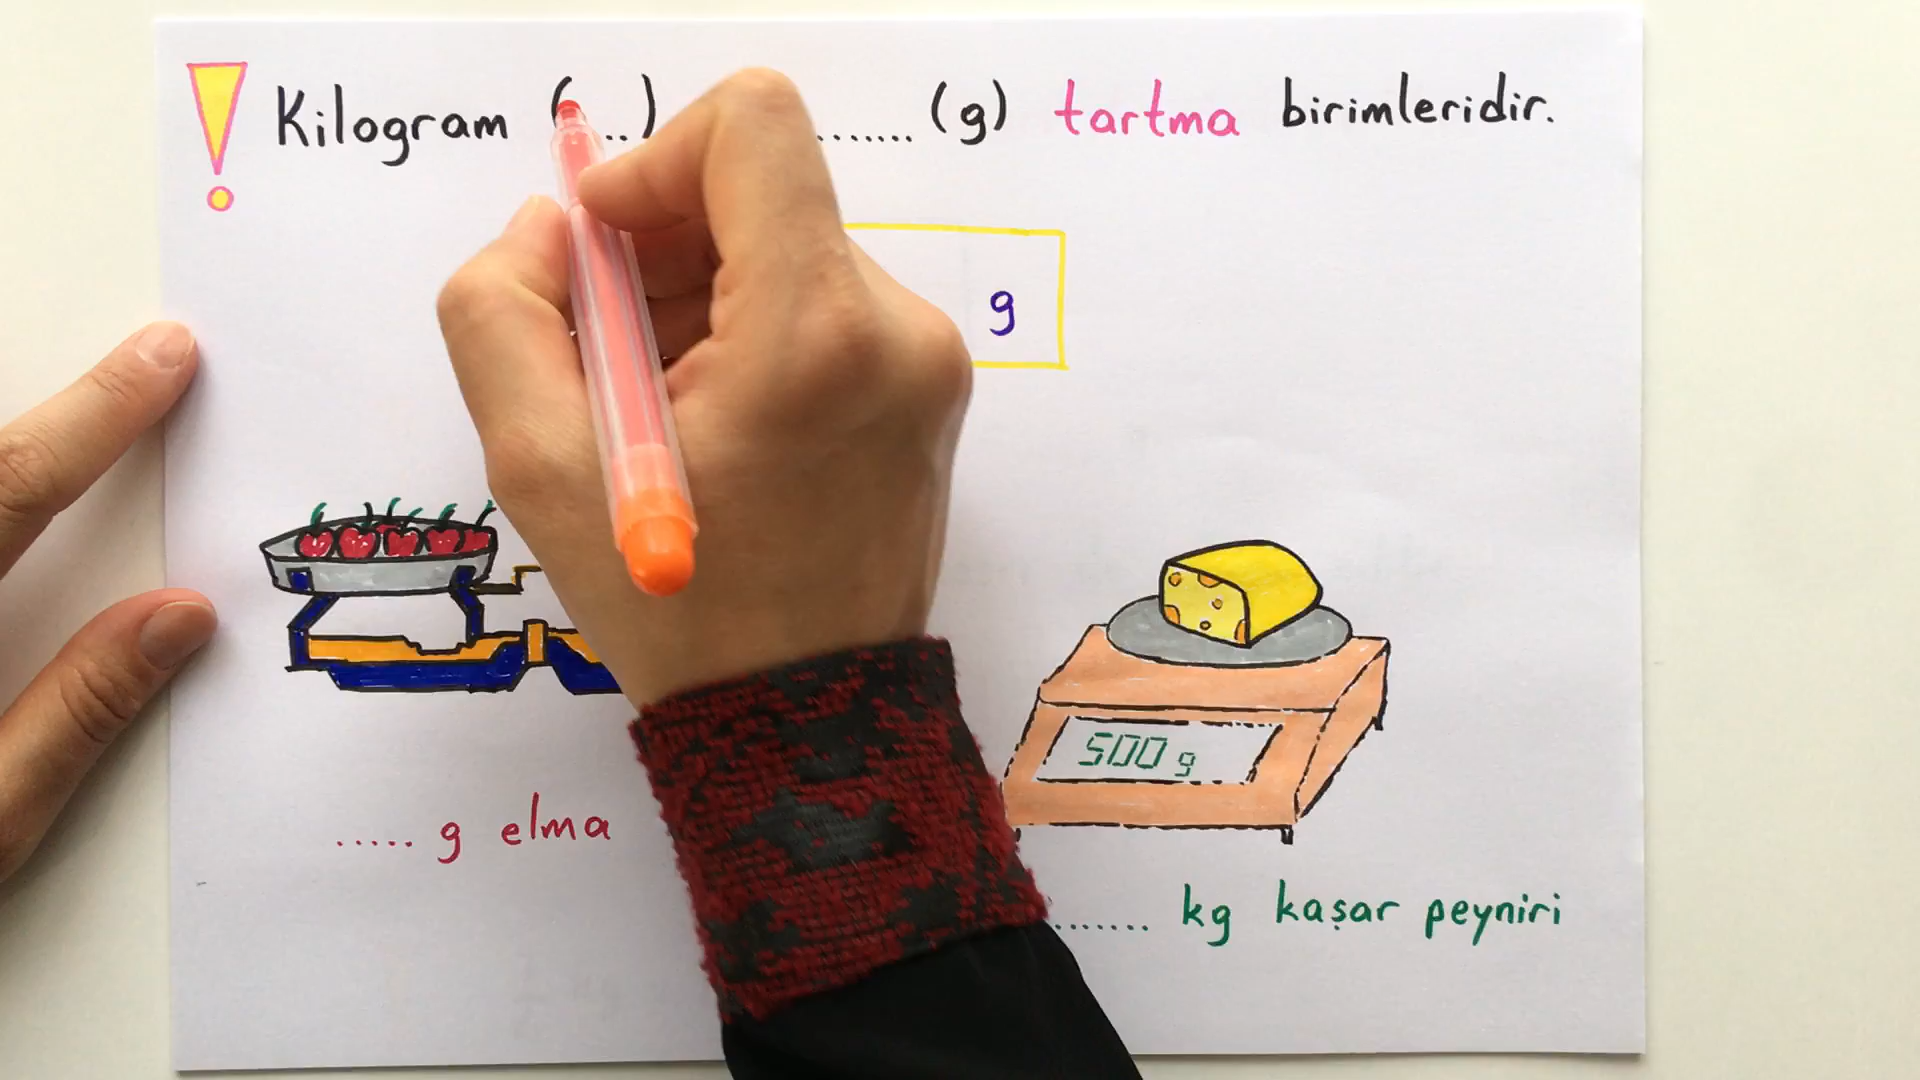 ! Kilogram (...) ....... (g) tartma birimleridir.
g
500 g
..... g elma
....... kg kaşar peyniri